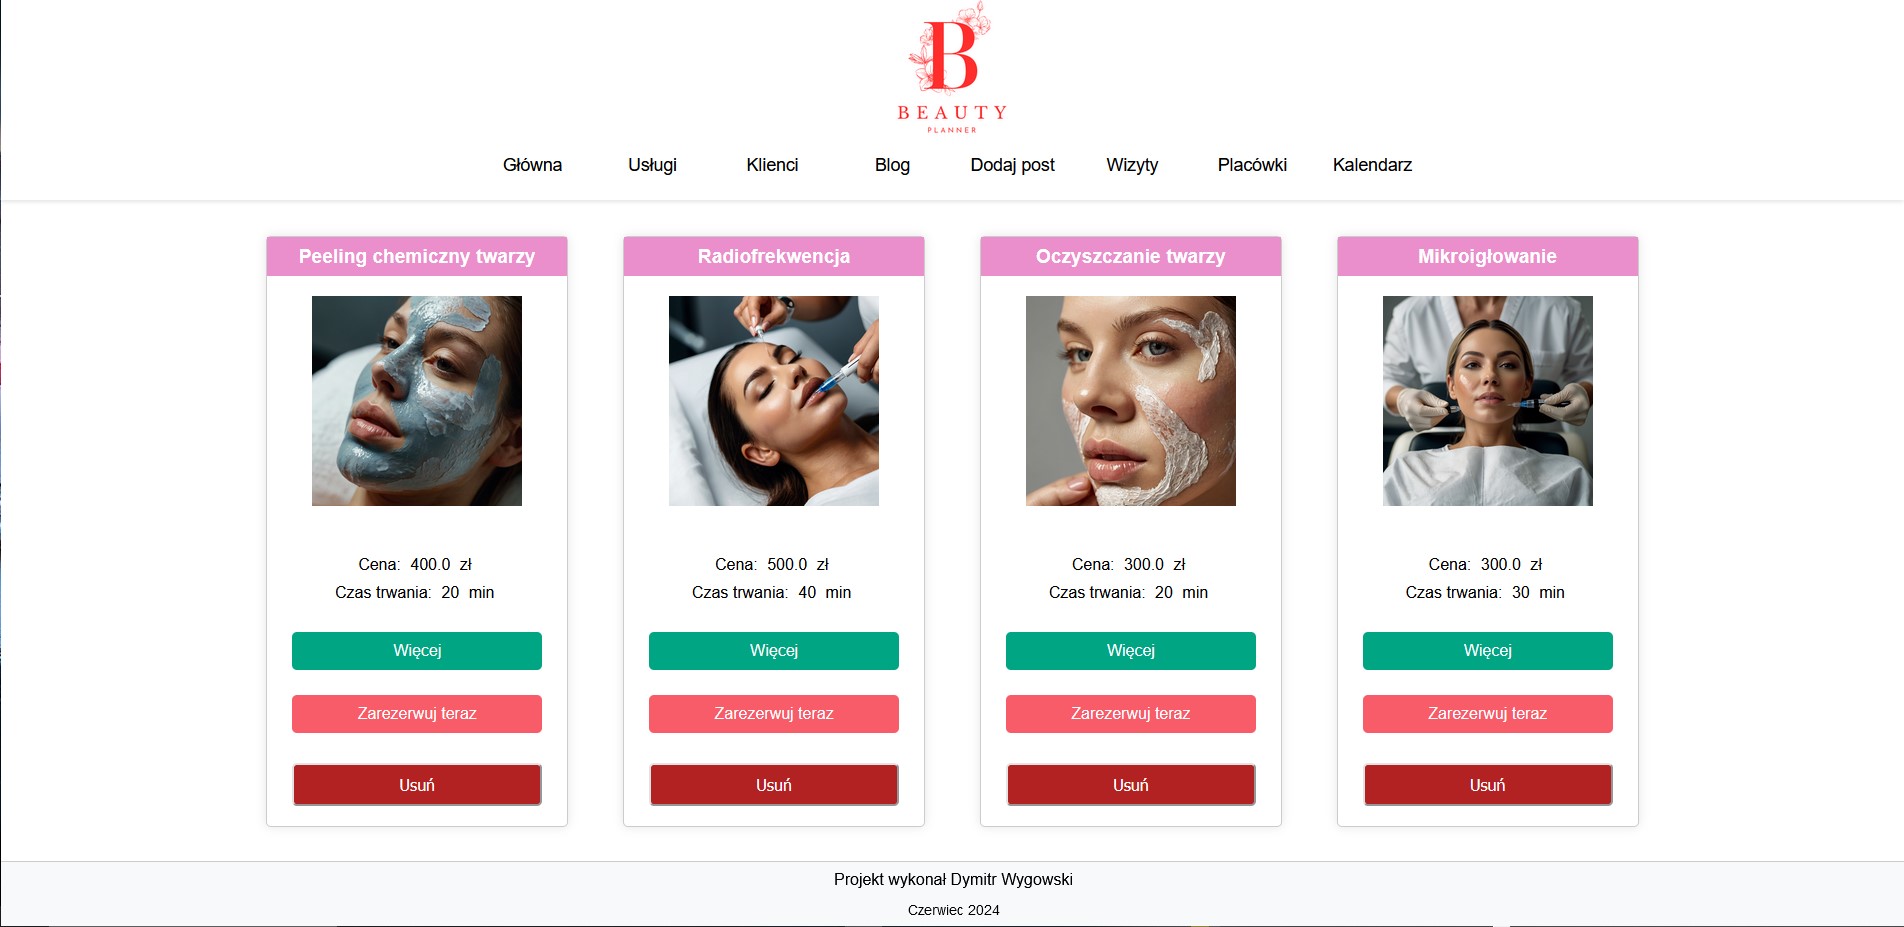 B
BEAUTY
PLANNER
Główna Usługi Klienci Blog Dodaj post Wizyty Placówki Kalendarz
Peeling chemiczny twarzy
Cena: 400.0 zł
Czas trwania: 20 min
Więcej
Zarezerwuj teraz
Usuń
Radiofrekwencja
Cena: 500.0 zł
Czas trwania: 40 min
Więcej
Zarezerwuj teraz
Usuń
Oczyszczanie twarzy
Cena: 300.0 zł
Czas trwania: 20 min
Więcej
Zarezerwuj teraz
Usuń
Mikroigłowanie
Cena: 300.0 zł
Czas trwania: 30 min
Więcej
Zarezerwuj teraz
Usuń
Projekt wykonał Dymitr Wygowski
Czerwiec 2024